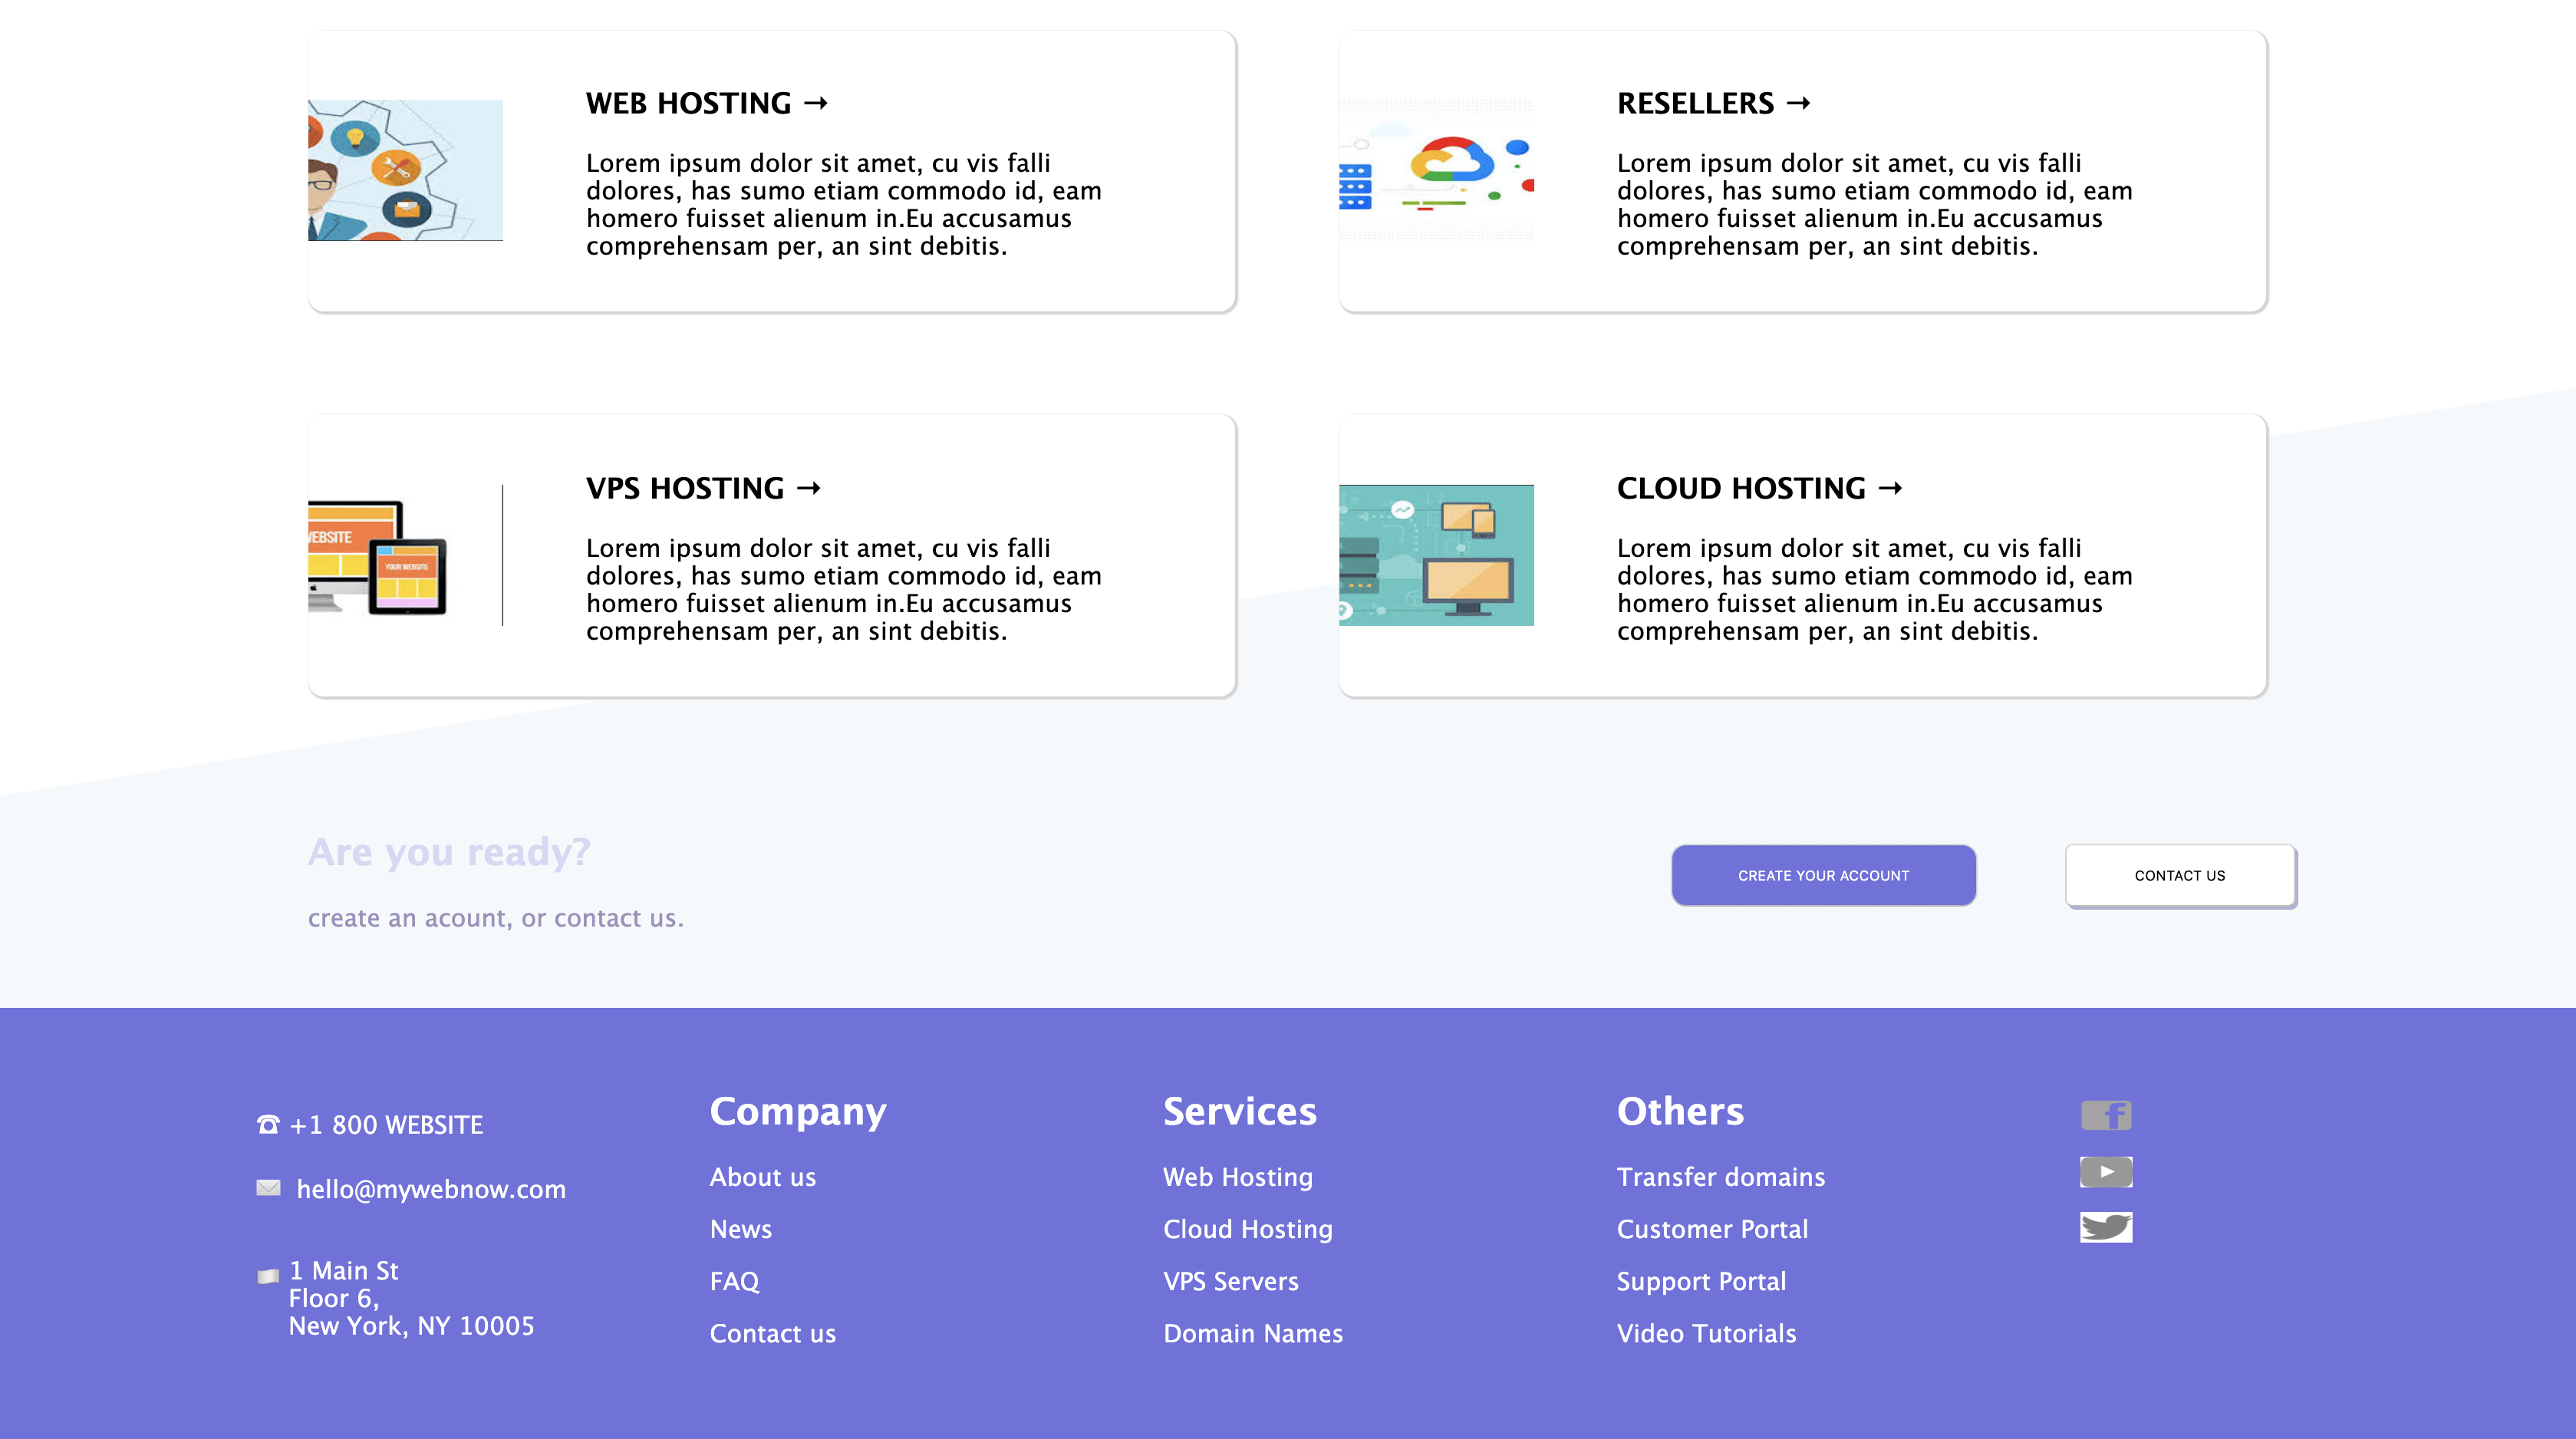 WEB HOSTING →
Lorem ipsum dolor sit amet, cu vis falli
dolores, has sumo etiam commodo id, eam
homero fuisset alienum in.Eu accusamus
comprehensam per, an sint debitis.
RESELLERS →
Lorem ipsum dolor sit amet, cu vis falli
dolores, has sumo etiam commodo id, eam
homero fuisset alienum in.Eu accusamus
comprehensam per, an sint debitis.
EBSITE
YOUR WEBSITE
VPS HOSTING →
Lorem ipsum dolor sit amet, cu vis falli
dolores, has sumo etiam commodo id, eam
homero fuisset alienum in.Eu accusamus
comprehensam per, an sint debitis.
CLOUD HOSTING →
Lorem ipsum dolor sit amet, cu vis falli
dolores, has sumo etiam commodo id, eam
homero fuisset alienum in.Eu accusamus
comprehensam per, an sint debitis.
Are you ready?
create an acount, or contact us.
CREATE YOUR ACCOUNT
CONTACT US
+1 800 WEBSITE
hello@mywebnow.com
1 Main St
Floor 6,
New York, NY 10005
Company
About us
News
FAQ
Contact us
Services
Web Hosting
Cloud Hosting
VPS Servers
Domain Names
Others
Transfer domains
Customer Portal
Support Portal
Video Tutorials
f